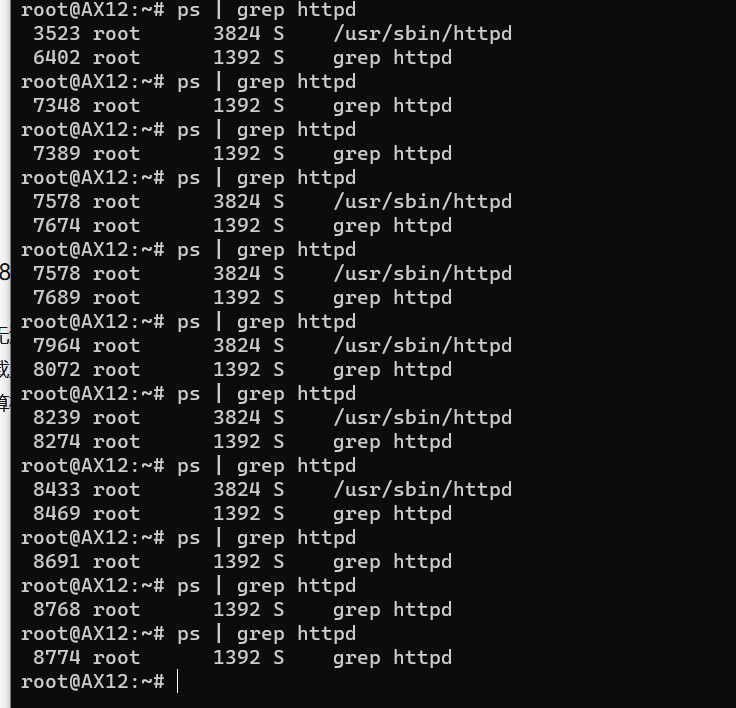 root@AX12:~# ps | grep httpd
 3523 root      3824 S    /usr/sbin/httpd
 6402 root      1392 S    grep httpd
root@AX12:~# ps | grep httpd
 7348 root      1392 S    grep httpd
root@AX12:~# ps | grep httpd
 7389 root      1392 S    grep httpd
root@AX12:~# ps | grep httpd
 7578 root      3824 S    /usr/sbin/httpd
 7674 root      1392 S    grep httpd
root@AX12:~# ps | grep httpd
 7578 root      3824 S    /usr/sbin/httpd
 7689 root      1392 S    grep httpd
root@AX12:~# ps | grep httpd
 7964 root      3824 S    /usr/sbin/httpd
 8072 root      1392 S    grep httpd
root@AX12:~# ps | grep httpd
 8239 root      3824 S    /usr/sbin/httpd
 8274 root      1392 S    grep httpd
root@AX12:~# ps | grep httpd
 8433 root      3824 S    /usr/sbin/httpd
 8469 root      1392 S    grep httpd
root@AX12:~# ps | grep httpd
 8691 root      1392 S    grep httpd
root@AX12:~# ps | grep httpd
 8768 root      1392 S    grep httpd
root@AX12:~# ps | grep httpd
 8774 root      1392 S    grep httpd
root@AX12:~#